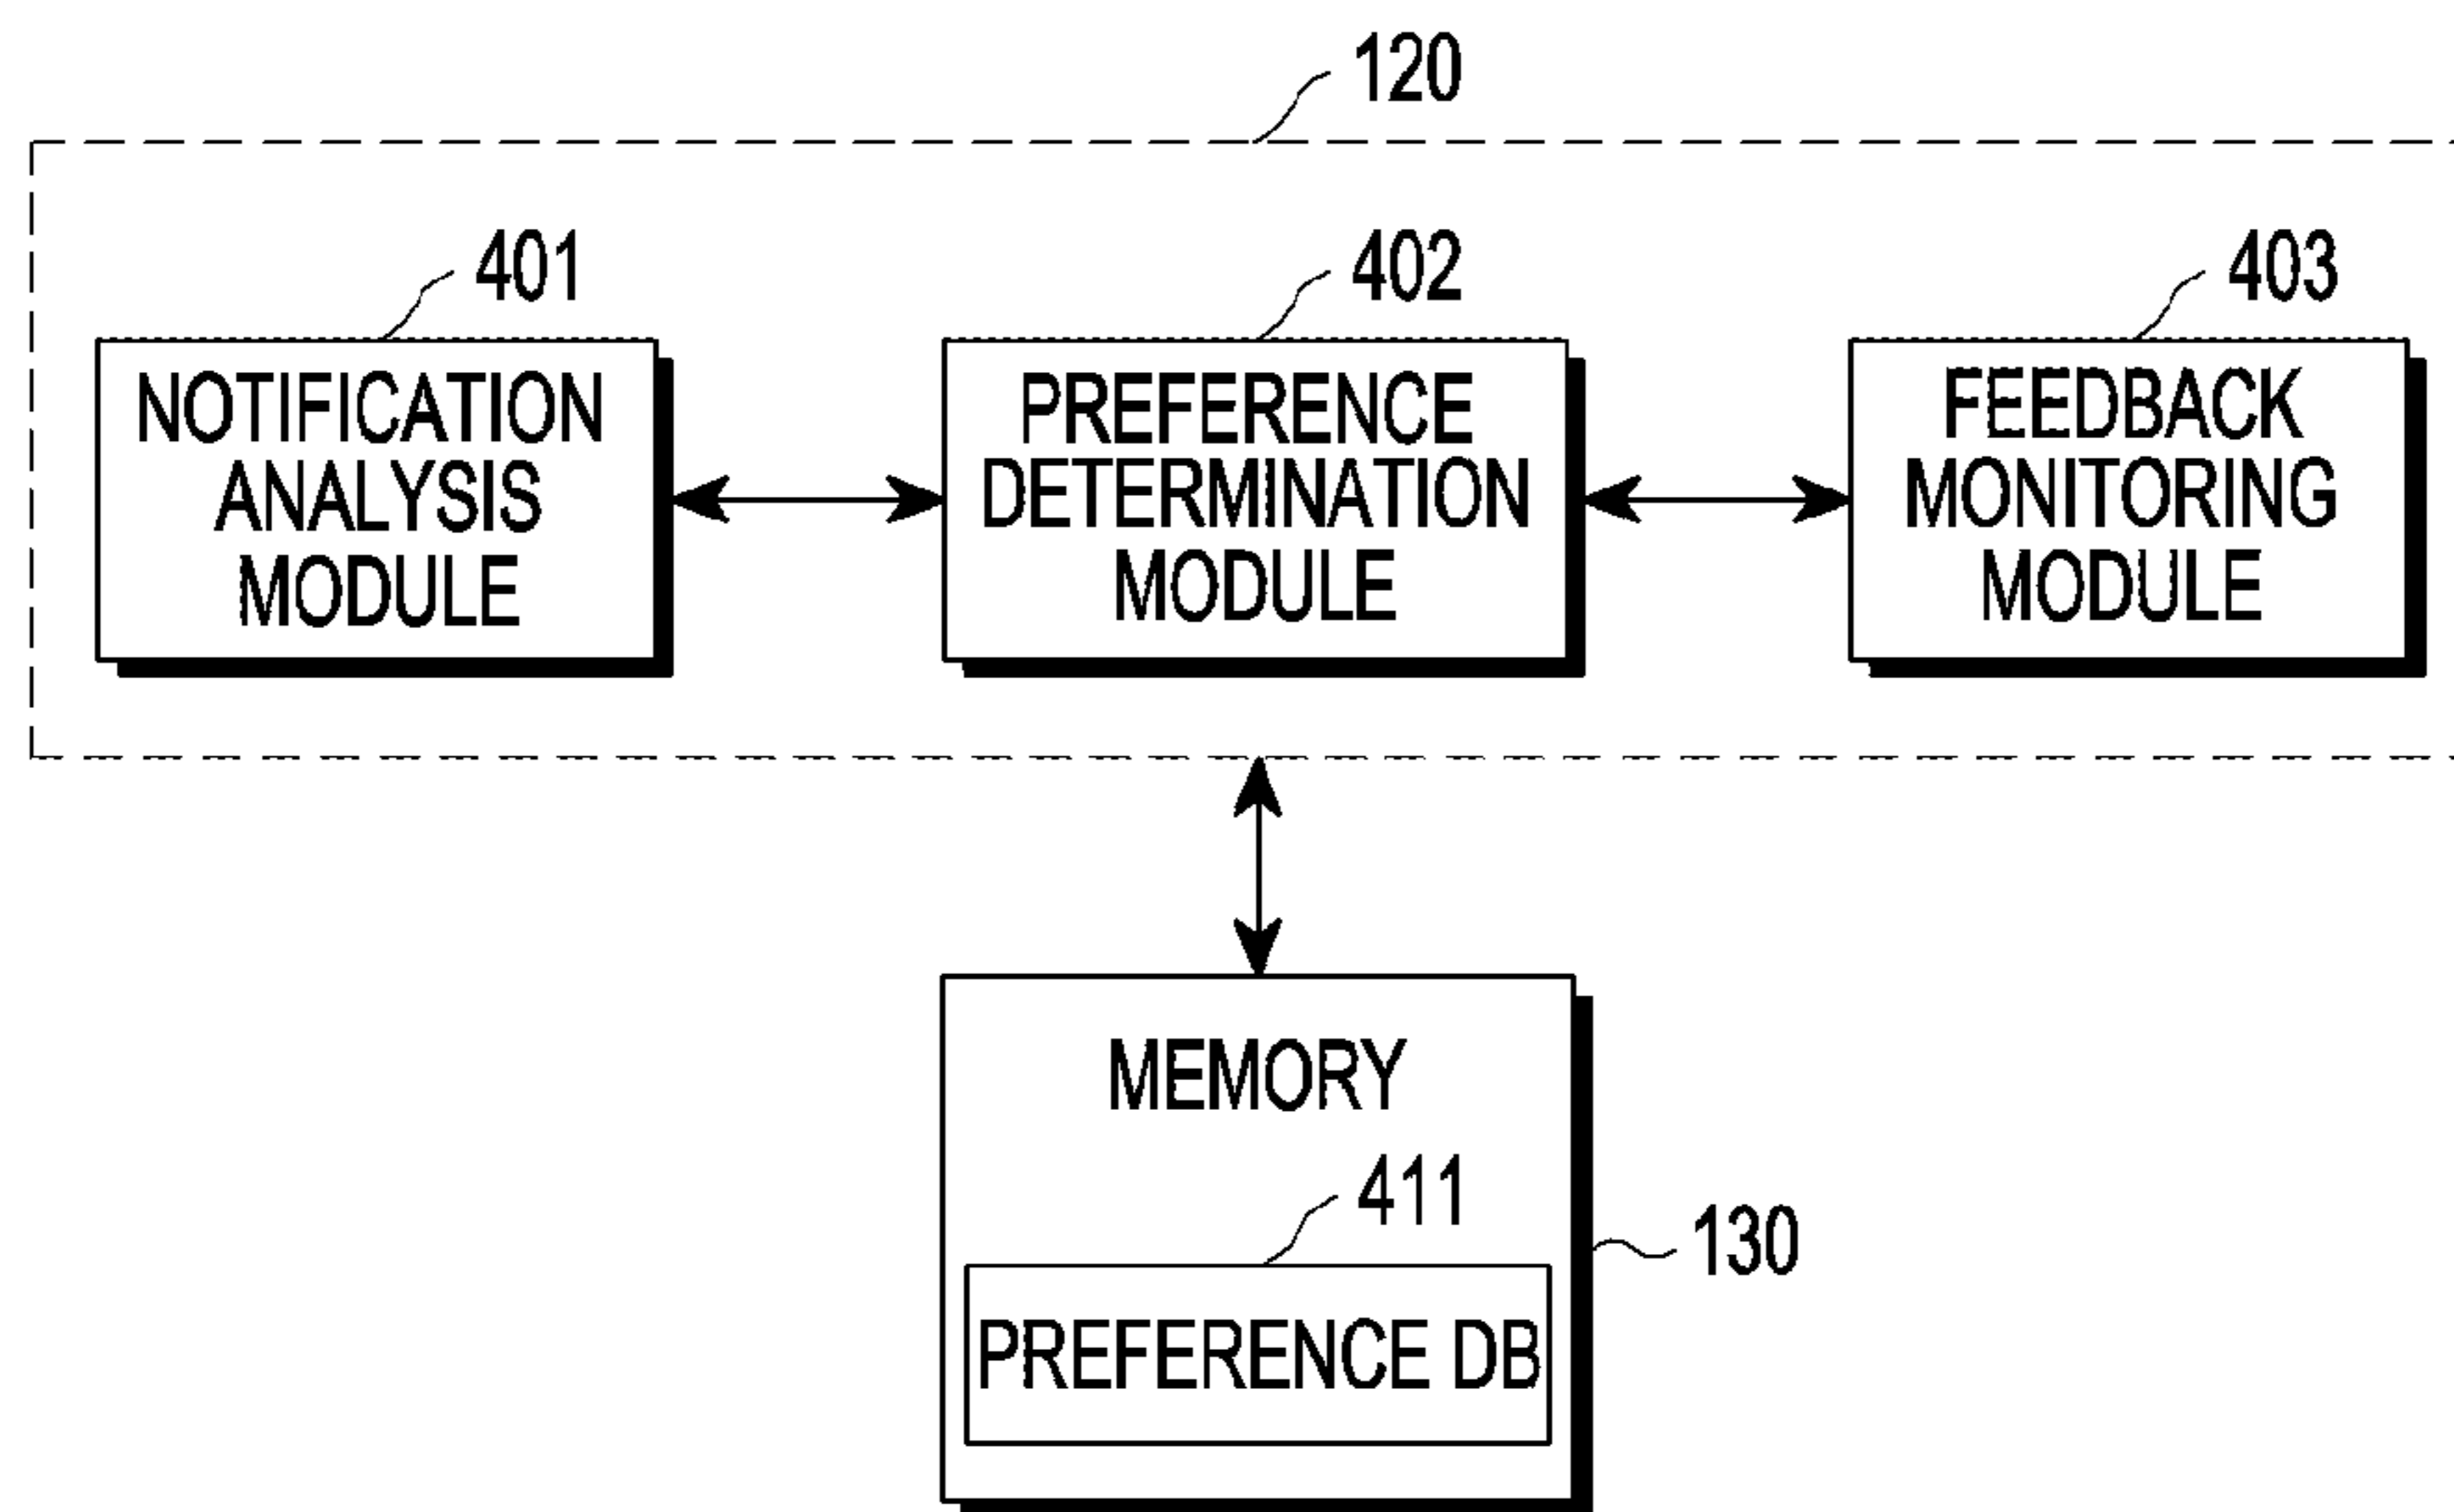 120
401
402
403
NOTIFICATION
ANALYSIS
MODULE
PREFERENCE
DETERMINATION
MODULE
FEEDBACK
MONITORING
MODULE
MEMORY
411
130
PREFERENCE DB